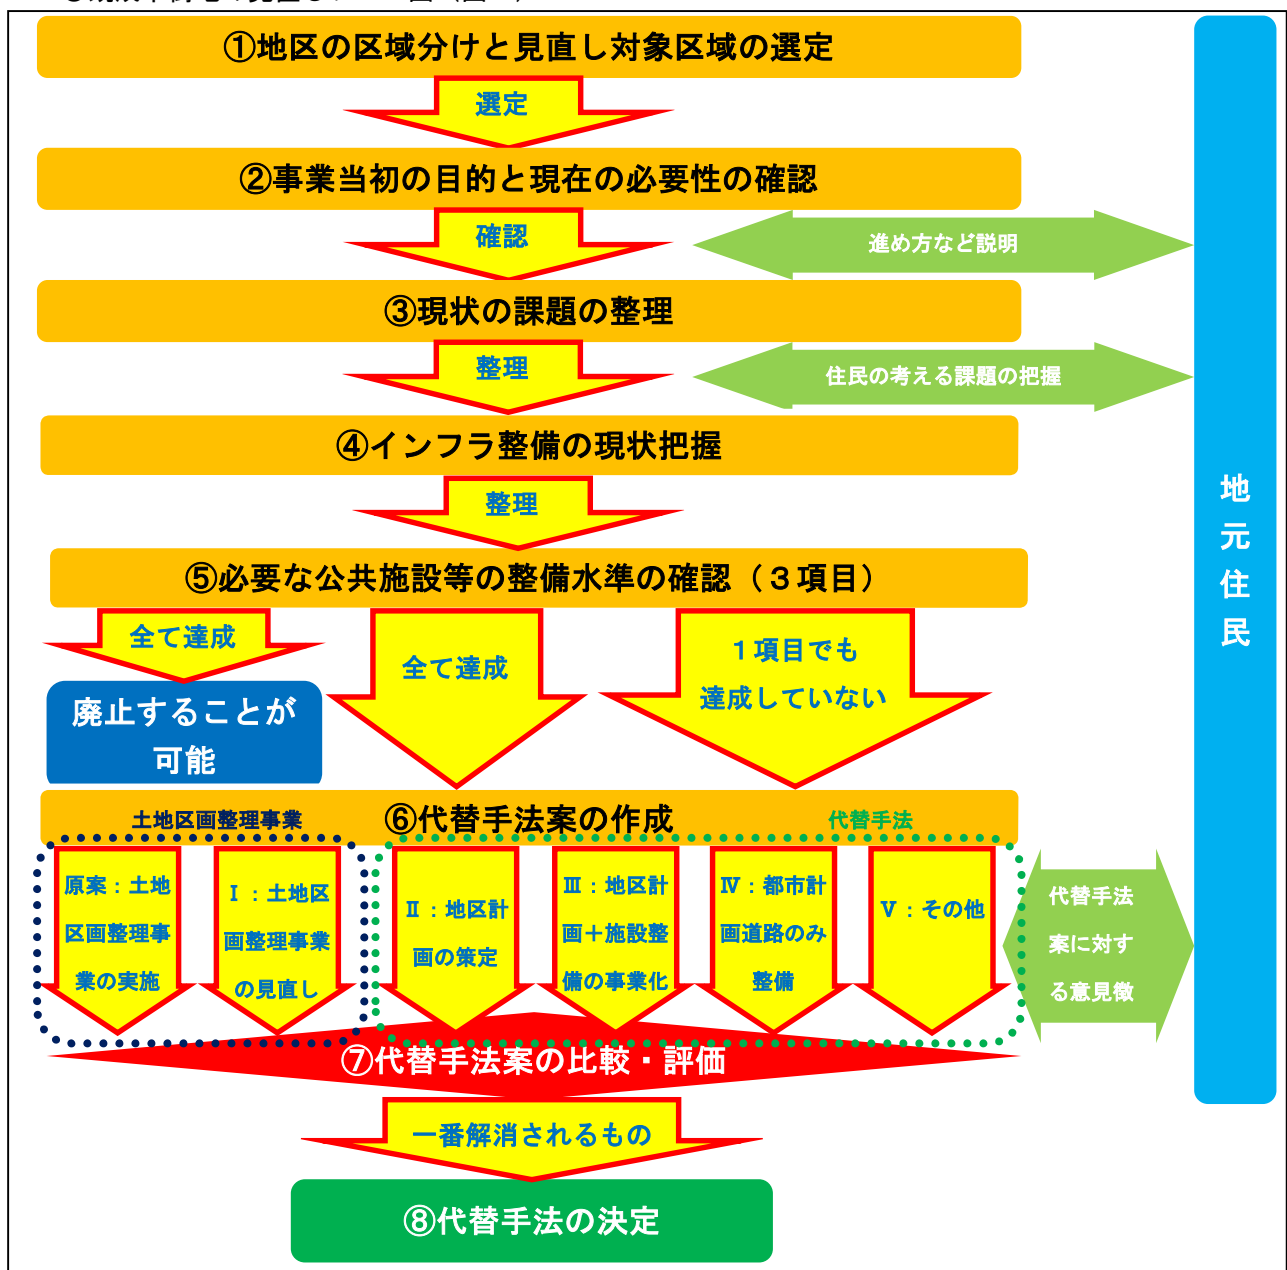 ①地区の区域分けと見直し対象区域の選定
選定
②事業当初の目的と現在の必要性の確認
確認
進め方など説明
③現状の課題の整理
整理
住民の考える課題の把握
④インフラ整備の現状把握
整理
地
元
住
民
⑤必要な公共施設等の整備水準の確認（３項目）
全て達成
全て達成
１項目でも
達成していない
廃止することが
可能
⑥代替手法案の作成
土地区画整理事業
代替手法
原案：土地
区画整理事
業の実施
Ⅰ：土地区
画整理事業
の見直し
Ⅱ：地区計
画の策定
Ⅲ：地区計
画＋施設整
備の事業化
Ⅳ：都市計
画道路のみ
整備
Ⅴ：その他
代替手法
案に対す
る意見徴
⑦代替手法案の比較・評価
一番解消されるもの
⑧代替手法の決定